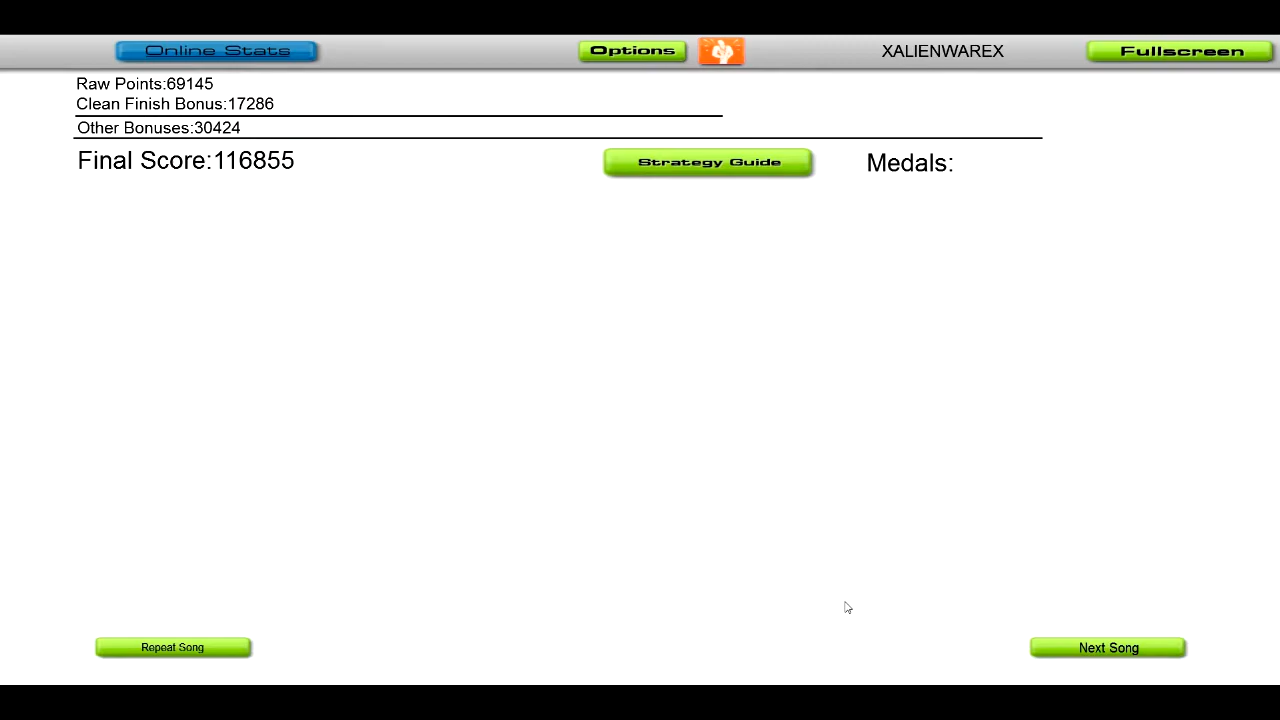 Online Stats
Options
XALIENWAREX
Fullscreen
Raw Points:69145
Clean Finish Bonus:17286
Other Bonuses:30424
Final Score:116855
Strategy Guide
Medals:
Repeat Song
Next Song